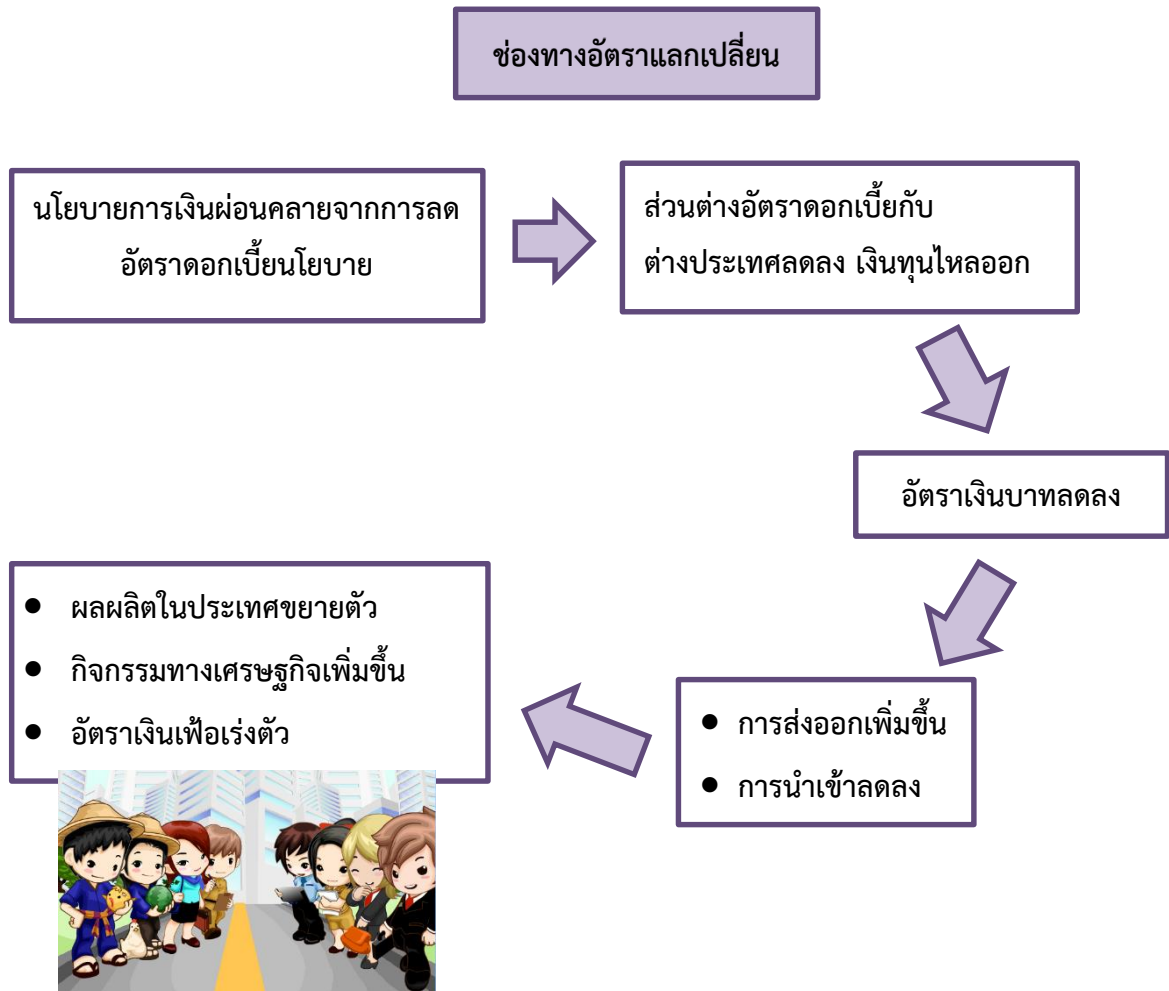 ช่องทางอัตราแลกเปลี่ยน
นโยบายการเงินผ่อนคลายจากการลด
อัตราดอกเบี้ยนโยบาย
ส่วนต่างอัตราดอกเบี้ยกับ
ต่างประเทศลดลง เงินทุนไหลออก
อัตราเงินบาทลดลง
● การส่งออกเพิ่มขึ้น
● การนำเข้าลดลง
● ผลผลิตในประเทศขยายตัว
● กิจกรรมทางเศรษฐกิจเพิ่มขึ้น
● อัตราเงินเฟ้อเร่งตัว